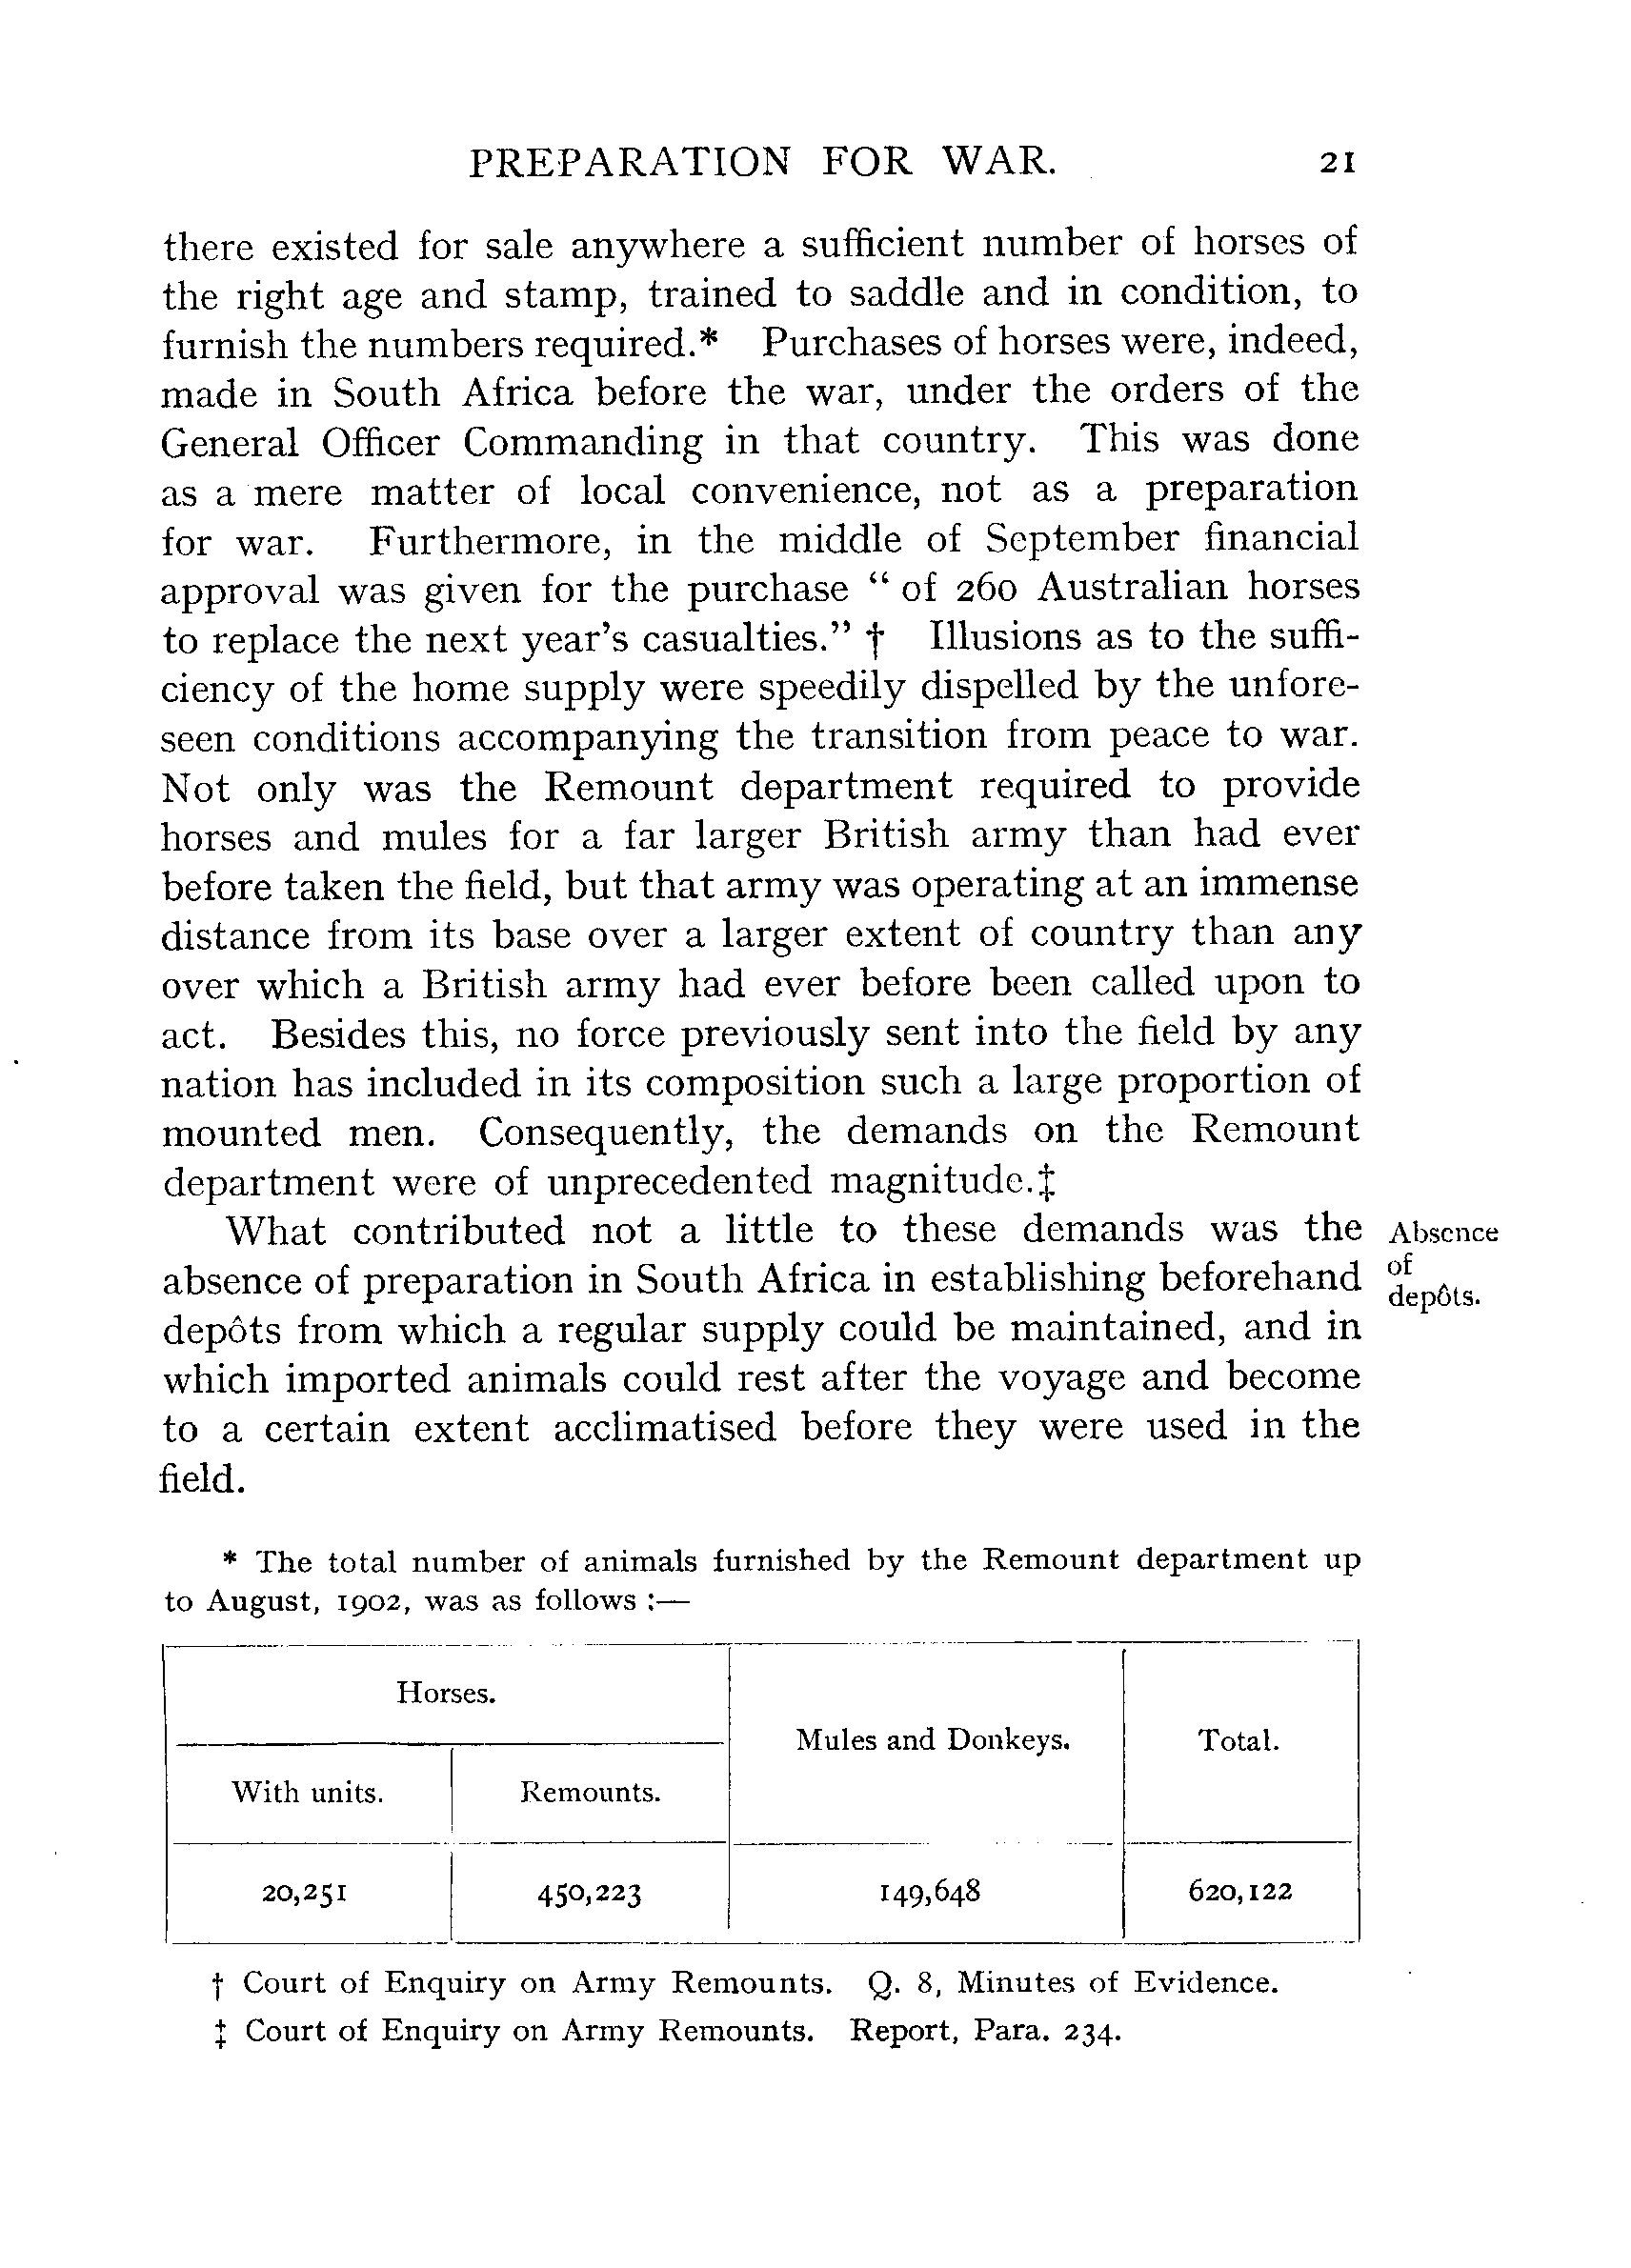 PREPARATION FOR WAR. 21
there existed for sale anywhere a sufficient number of horses of
the right age and stamp, trained to saddle and in condition, to
furnish the numbers required.* Purchases of horses were, indeed,
made in South Africa before the war, under the orders of the
General Officer Commanding in that country. This was done
as a mere matter of local convenience, not as a preparation
for war. Furthermore, in the middle of September financial
approval was given for the purchase “ of 260 Australian horses
to replace the next year’s casualties.” † Illusions as to the suffi-
ciency of the home supply were speedily dispelled by the unfore-
seen conditions accompanying the transition from peace to war.
Not only was the Remount department required to provide
horses and mules for a far larger British army than had ever
before taken the field, but that army was operating at an immense
distance from its base over a larger extent of country than any
over which a British army had ever before been called upon to
act. Besides this, no force previously sent into the field by any
nation has included in its composition such a large proportion of
mounted men. Consequently, the demands on the Remount
department were of unprecedented magnitude.‡
What contributed not a little to these demands was the
absence of preparation in South Africa in establishing beforehand
depôts from which a regular supply could be maintained, and in
which imported animals could rest after the voyage and become
to a certain extent acclimatised before they were used in the
field.
Absence
of
depôts.
* The total number of animals furnished by the Remount department up
to August, 1902, was as follows :—
Horses.
Mules and Donkeys. Total.
With units. Remounts.
20,251 450,223 149,648 620,122
† Court of Enquiry on Army Remounts. Q. 8, Minutes of Evidence.
‡ Court of Enquiry on Army Remounts. Report, Para. 234.